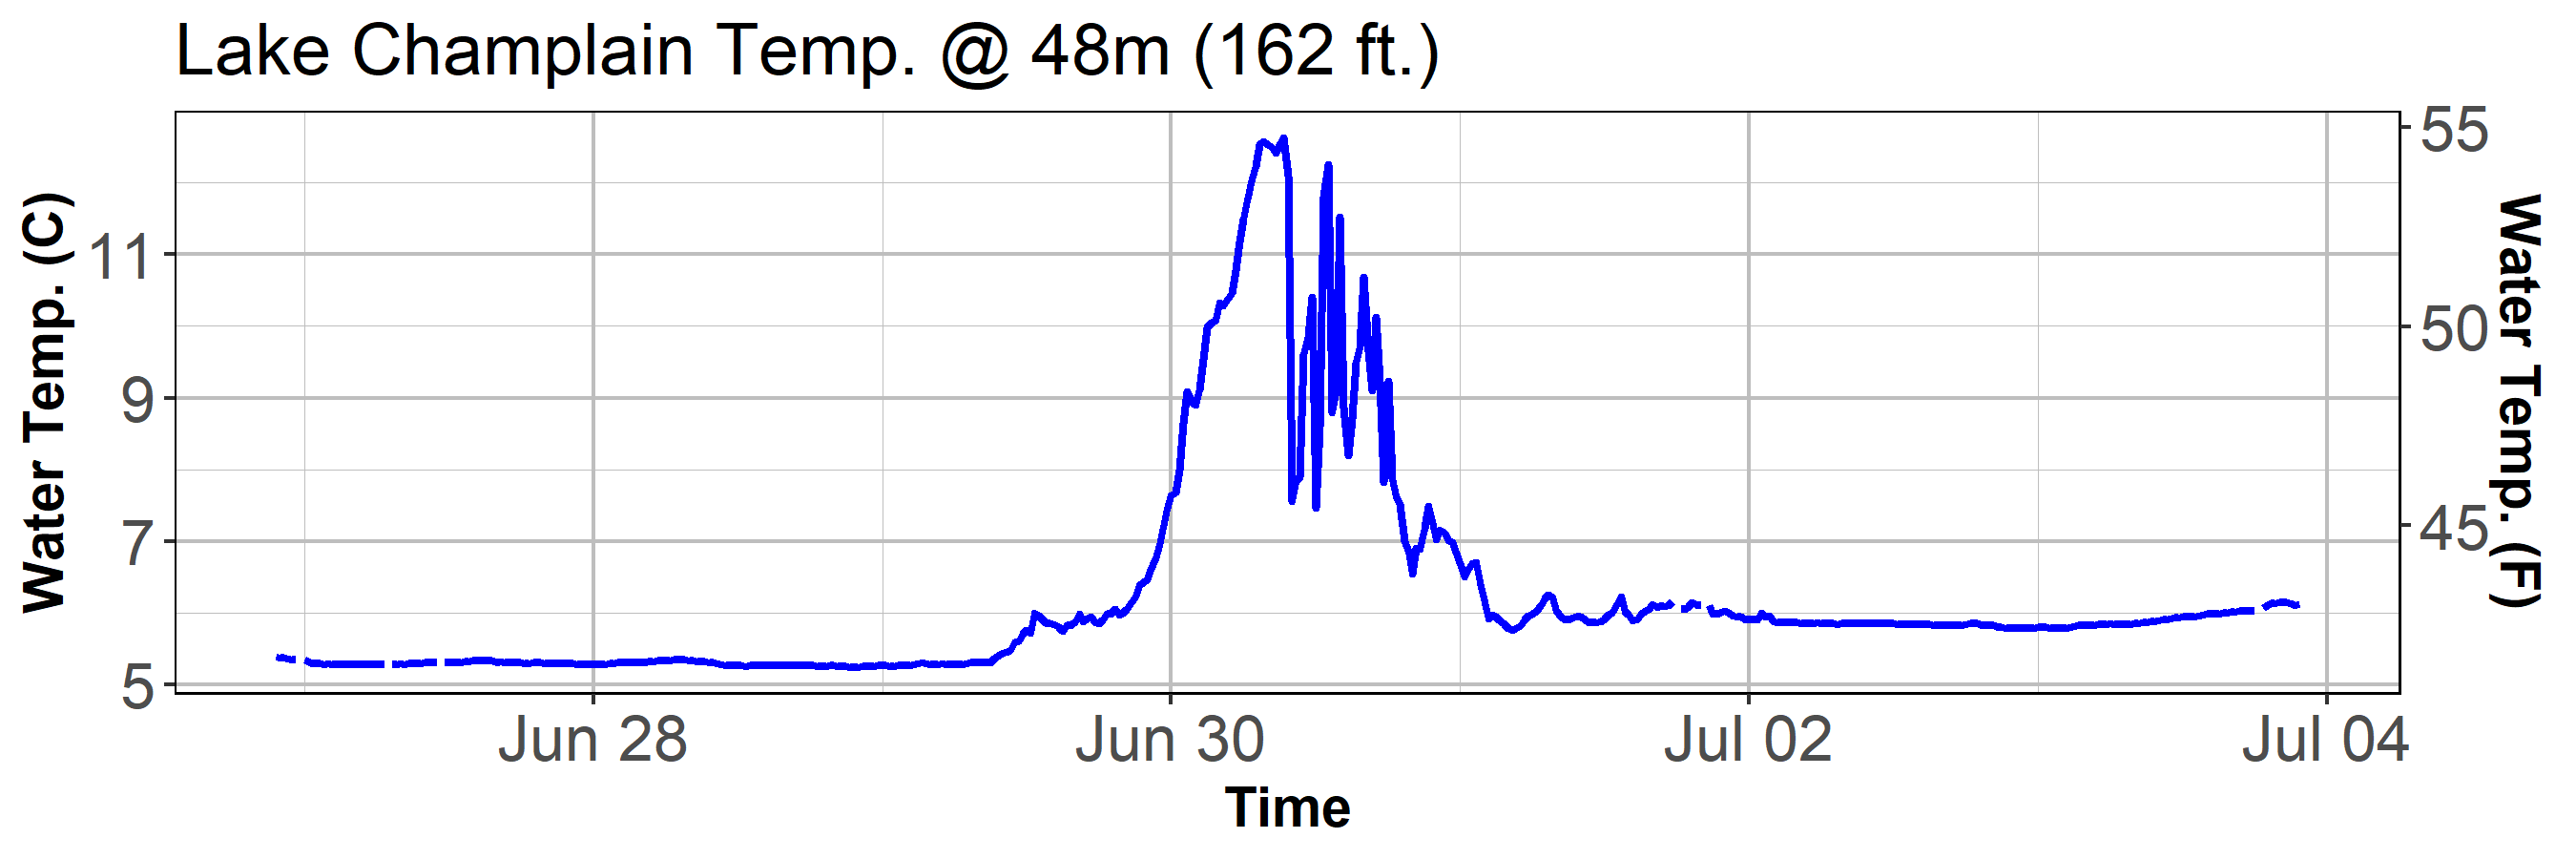 Lake Champlain Temp. @ 48m (162 ft.)
Water Temp. (C)
11
9
7
5
55
50
45
Water Temp. (F)
Jun 28
Jun 30
Jul 02
Jul 04
Time